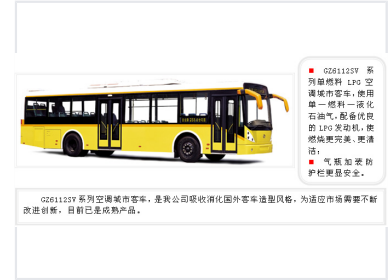 ■ GZ6112SV 系
列单燃料 LPG 空
调城市客车，使用
单一燃料一液化
石油气，配备优良
的 LPG 发动机，使
燃烧更完美、更清
洁；
■ 气瓶加装防
护栏更显安全。
GZ6112SV 系列空调城市客车，是我公司吸收消化国外客车造型风格，为适应市场需要不断
改进创新，目前已是成熟产品。